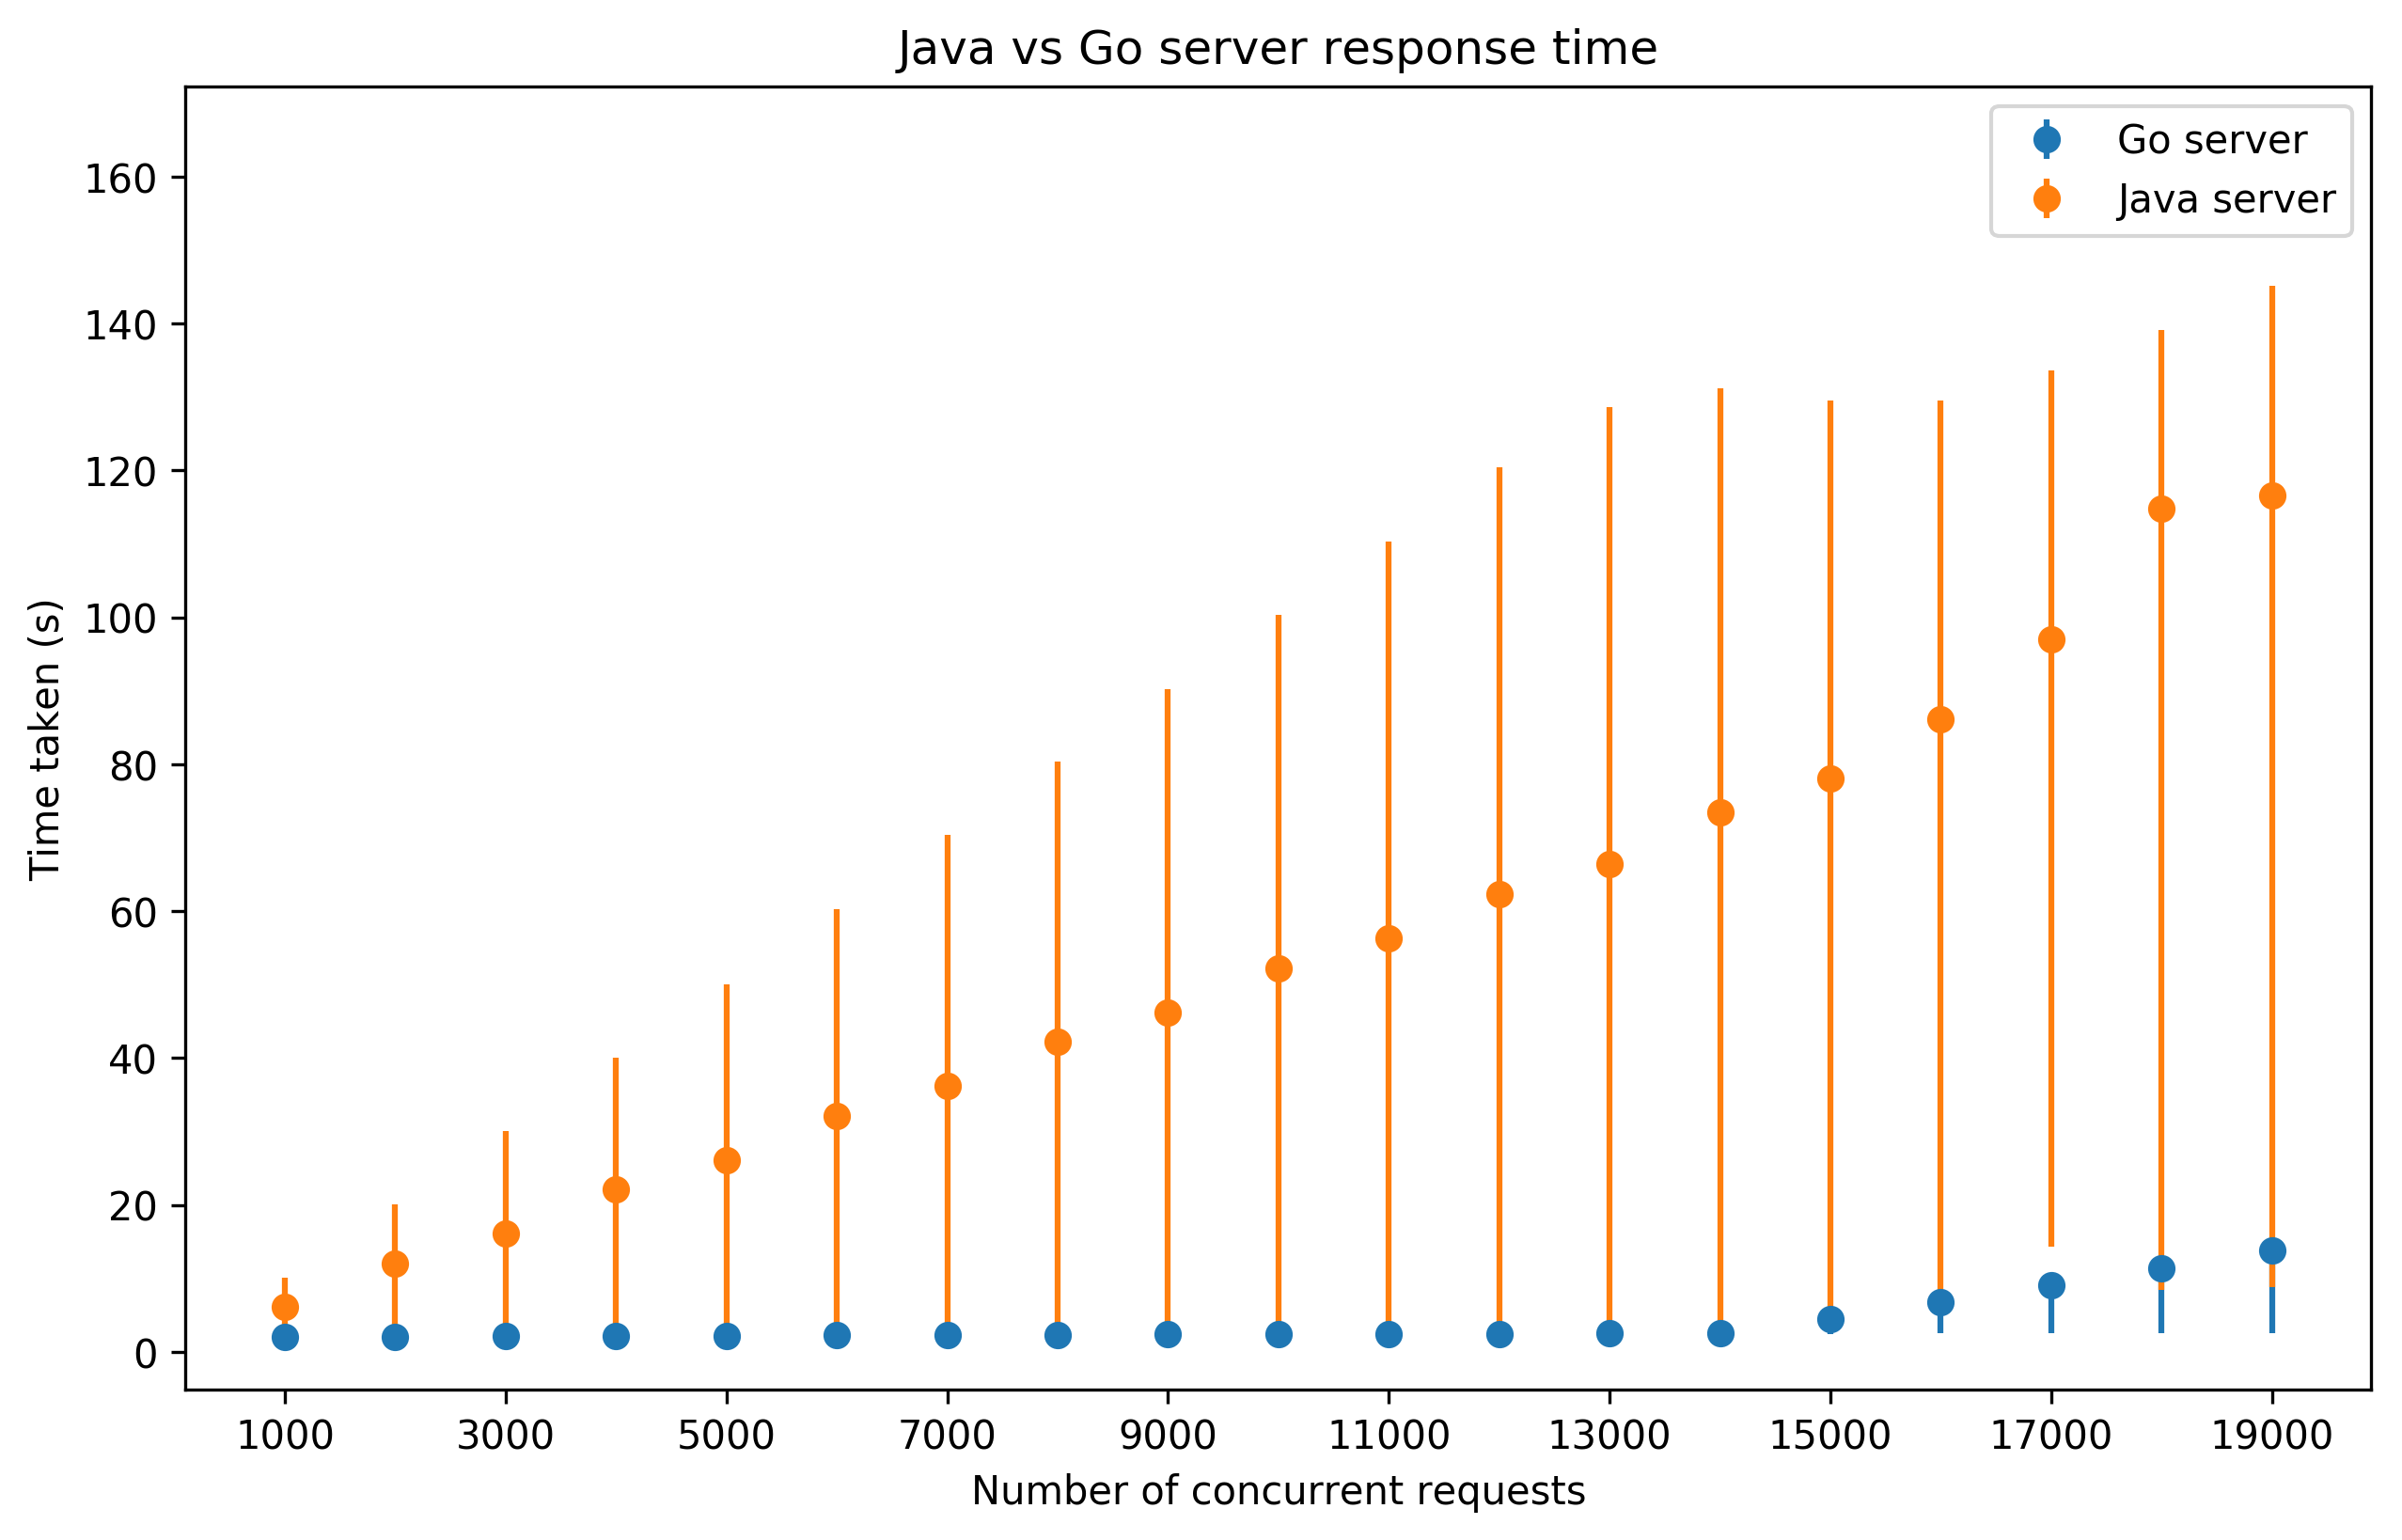 Java vs Go server response time
Go server
Java server
Time taken (s)
160
140
120
100
80
60
40
20
0
1000 3000 5000 7000 9000 11000 13000 15000 17000 19000
Number of concurrent requests